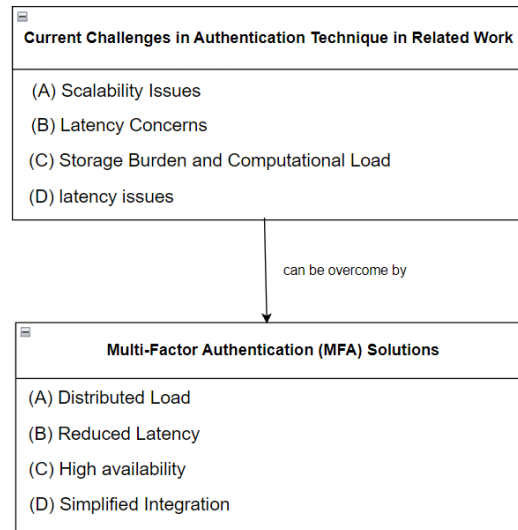 Current Challenges in Authentication Technique in Related Work
(A) Scalability Issues
(B) Latency Concerns
(C) Storage Burden and Computational Load
(D) latency issues
can be overcome by
Multi-Factor Authentication (MFA) Solutions
(A) Distributed Load
(B) Reduced Latency
(C) High availability
(D) Simplified Integration